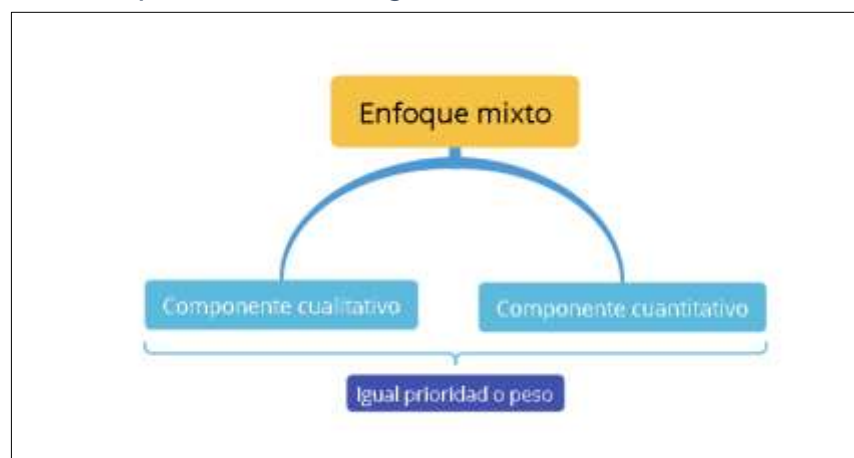 Enfoque mixto
Componente cualitativo
Componente cuantitativo
Igual prioridad o peso